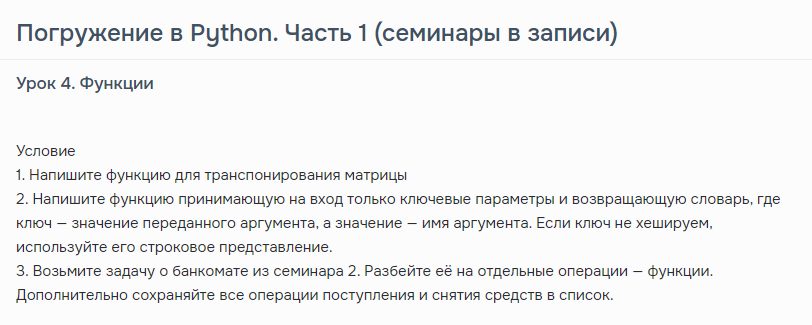 Погружение в Python. Часть 1 (семинары в записи)
Урок 4. Функции
Условие
1. Напишите функцию для транспонирования матрицы
2. Напишите функцию принимающую на вход только ключевые параметры и возвращающую словарь, где
ключ — значение переданного аргумента, а значение — имя аргумента. Если ключ не хешируем,
используйте его строковое представление.
3. Возьмите задачу о банкомате из семинара 2. Разбейте её на отдельные операции — функции.
Дополнительно сохраняйте все операции поступления и снятия средств в список.